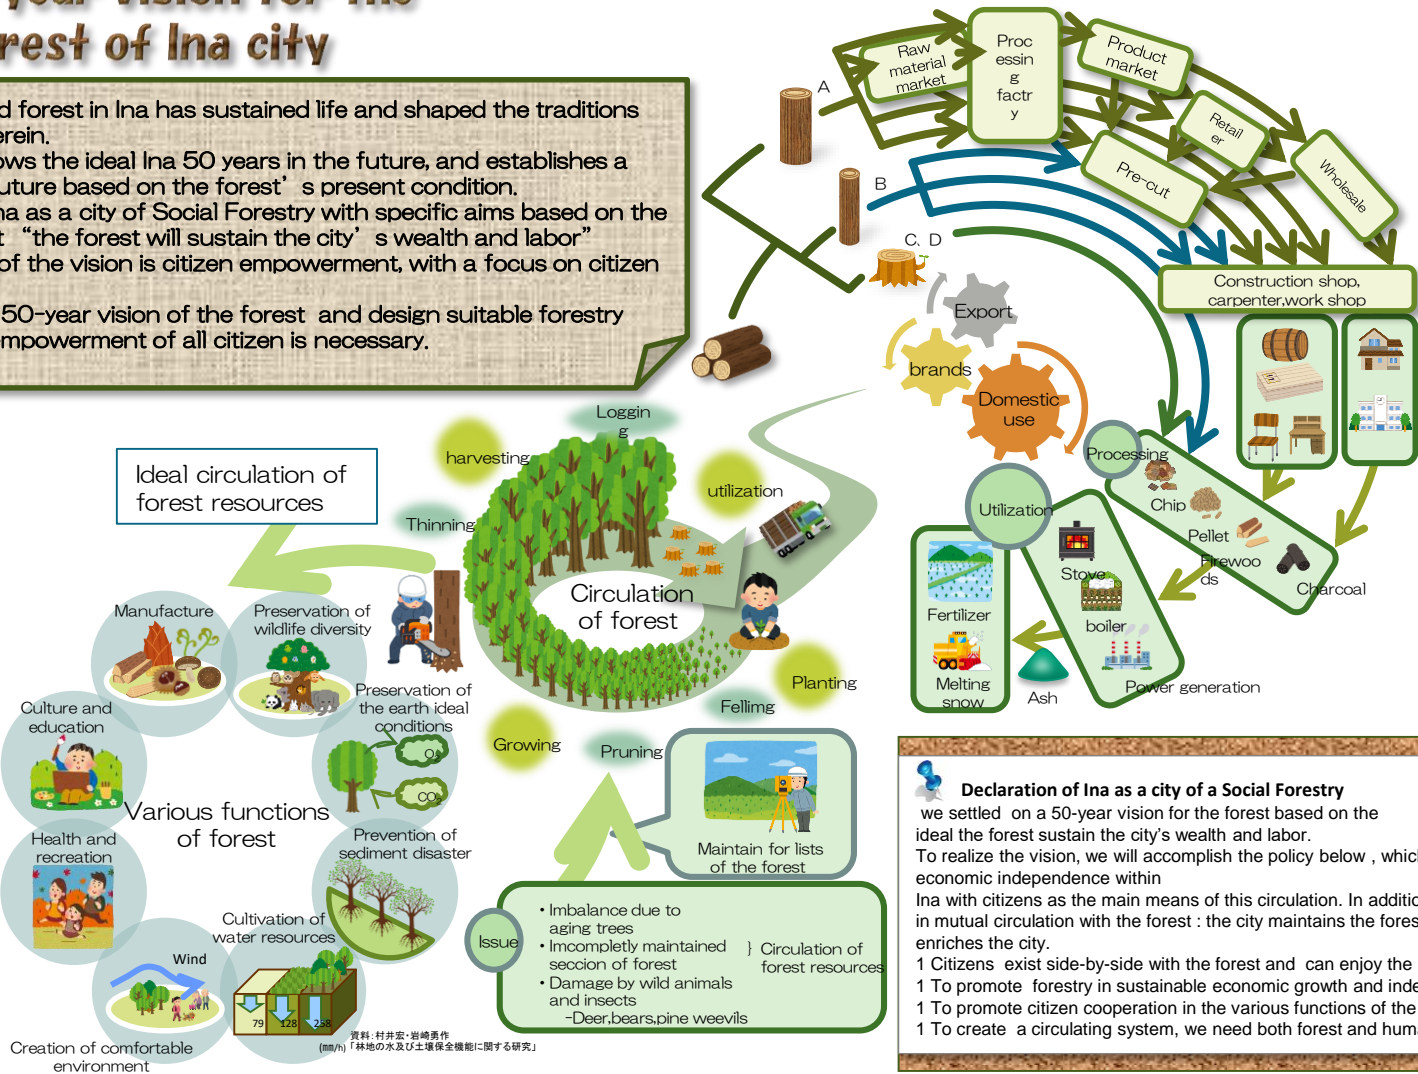 year vision for the
rest of Ina city
d forest in Ina has sustained life and shaped the traditions
erein.
ows the ideal Ina 50 years in the future, and establishes a
uture based on the forest’s present condition.
na as a city of Social Forestry with specific aims based on the
t “the forest will sustain the city’s wealth and labor”
of the vision is citizen empowerment, with a focus on citizen
50-year vision of the forest and design suitable forestry
empowerment of all citizen is necessary.
A
B
C、D
Raw
material
market
Proc
essin
g
factr
y
Product
market
Retail
er
Wholesale
Pre-cut
Construction shop,
carpenter,work shop
Export
brands
Domestic
use
Processing
Chip
Pellet
Firewoo
ds
Charcoal
Utilization
Stove
boiler
Power generation
Fertilizer
Melting
snow
Ash
Ideal circulation of
forest resources
Loggin
g
harvesting
utilization
Thinning
Circulation
of forest
Planting
Fellimg
Pruning
Growing
Manufacture
Preservation of
wildlife diversity
Preservation of
the earth ideal
conditions
O₂
CO₂
Culture and
education
Various functions
of forest
Health and
recreation
Prevention of
sediment disaster
Cultivation of
water resources
Wind
79
128
258
(mm/h)
資料:村井宏・岩崎勇作
「林地の水及び土壌保全機能に関する研究」
Creation of comfortable
environment
Maintain for lists
of the forest
Issue
・Imbalance due to
aging trees
・Imcompletly maintained
seccion of forest
・Damage by wild animals
and insects
-Deer,bears,pine weevils
} Circulation of
forest resources
Declaration of Ina as a city of a Social Forestry
we settled on a 50-year vision for the forest based on the
ideal the forest sustain the city’s wealth and labor.
To realize the vision, we will accomplish the policy below , which
economic independence within
Ina with citizens as the main means of this circulation. In additio
in mutual circulation with the forest : the city maintains the fores
enriches the city.
1 Citizens exist side-by-side with the forest and can enjoy the
1 To promote forestry in sustainable economic growth and inde
1 To promote citizen cooperation in the various functions of the
1 To create a circulating system, we need both forest and huma